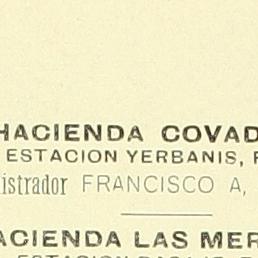 HACIENDA COVAD
ESTACION YERBANIS, F
istrador FRANCISCO A,
ACIENDA LAS MER